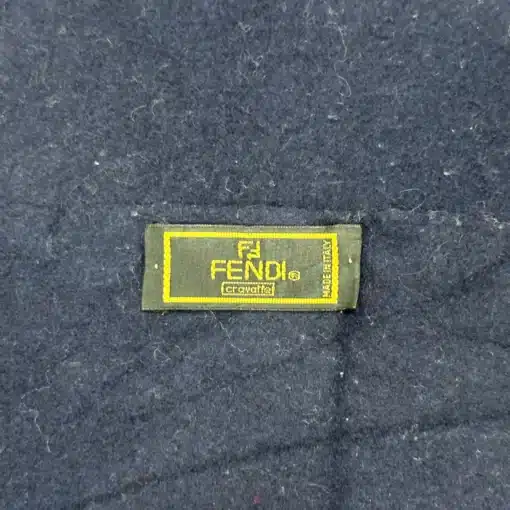 FF
FENDI®
cravatte
MADE IN ITALY